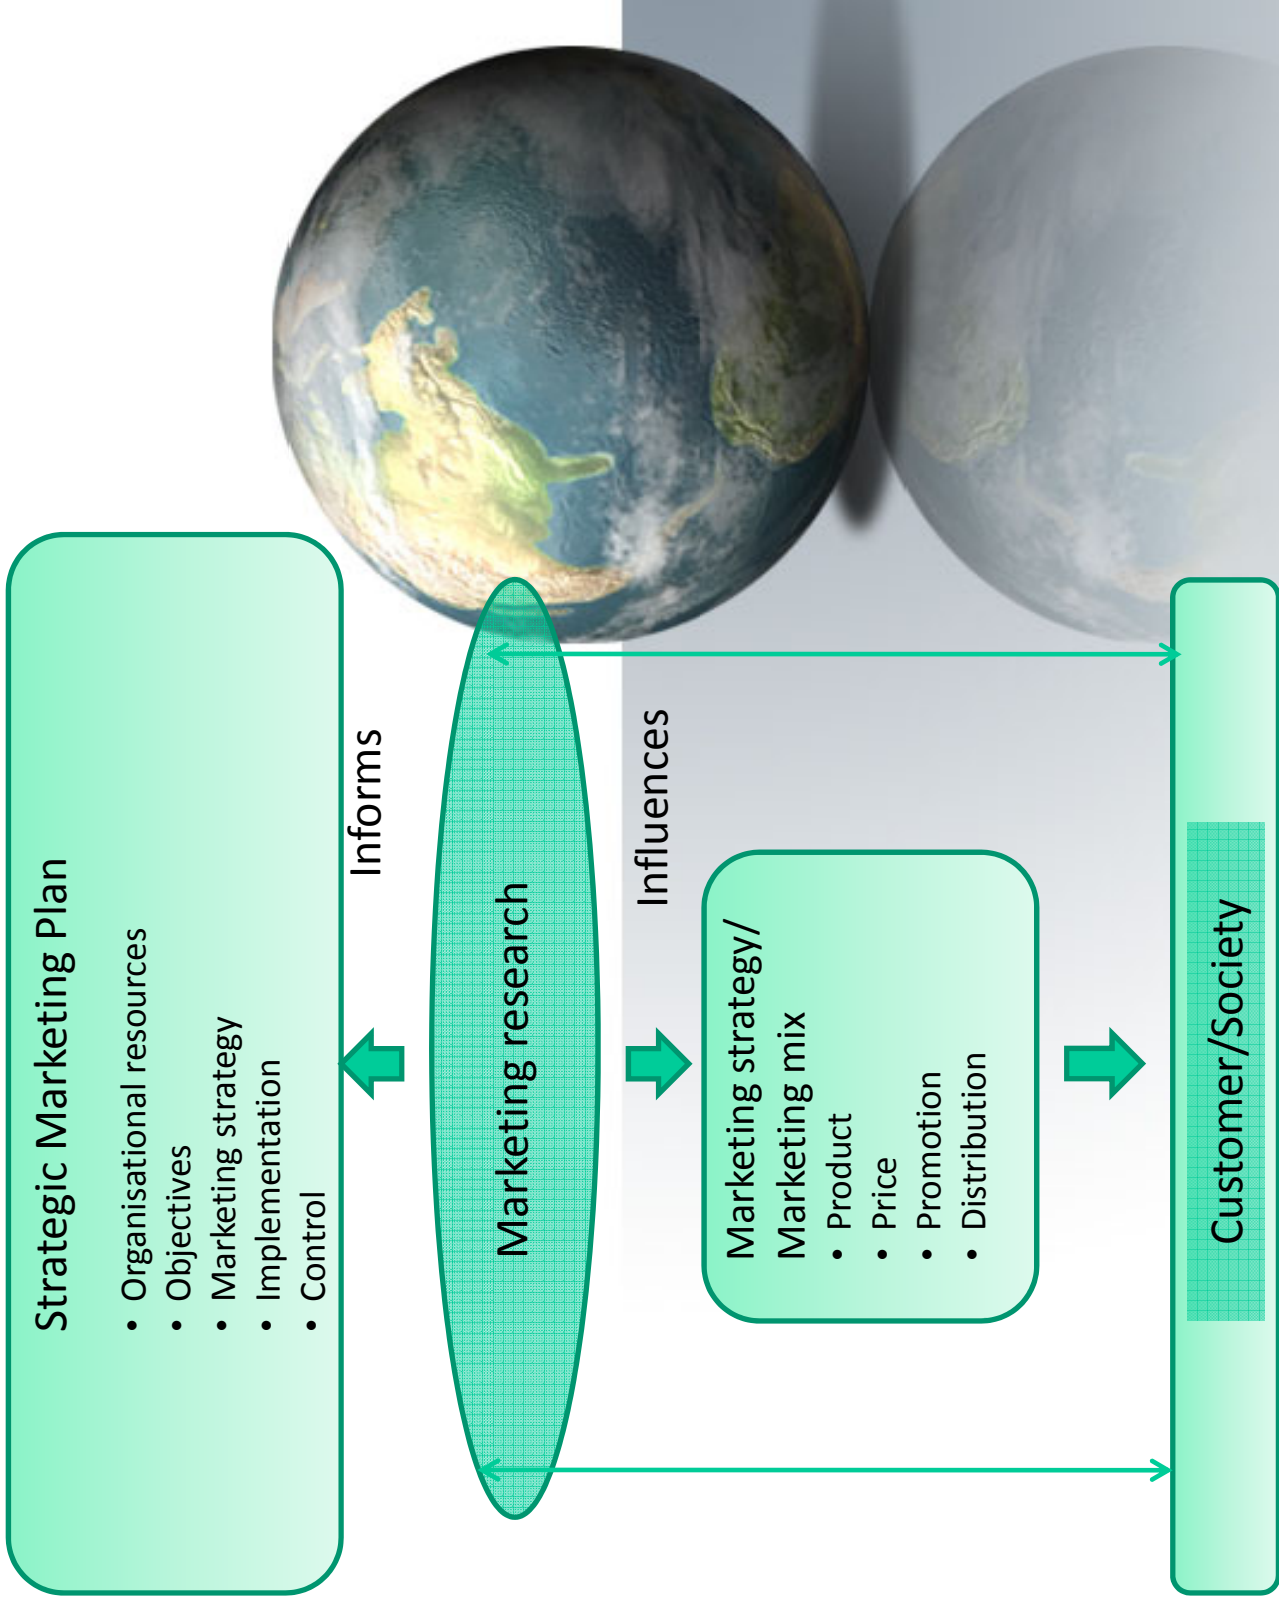 Strategic Marketing Plan
• Organisational resources
• Objectives
• Marketing strategy
• Implementation
• Control
Informs
Marketing research
Influences
Marketing strategy/
Marketing mix
• Product
• Price
• Promotion
• Distribution
Customer/Society